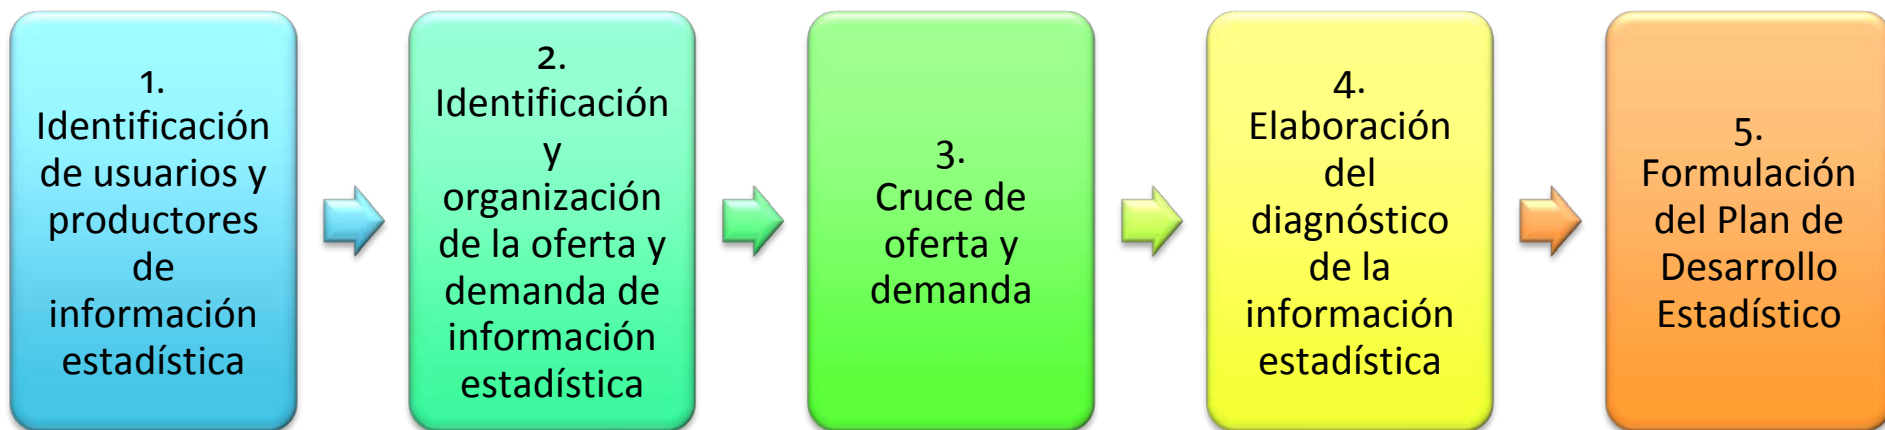 1.
Identificación
de usuarios y
productores
de
información
estadística
2.
Identificación
y
organización
de la oferta y
demanda de
información
estadística
3.
Cruce de
oferta y
demanda
4.
Elaboración
del
diagnóstico
de la
información
estadística
5.
Formulación
del Plan de
Desarrollo
Estadístico